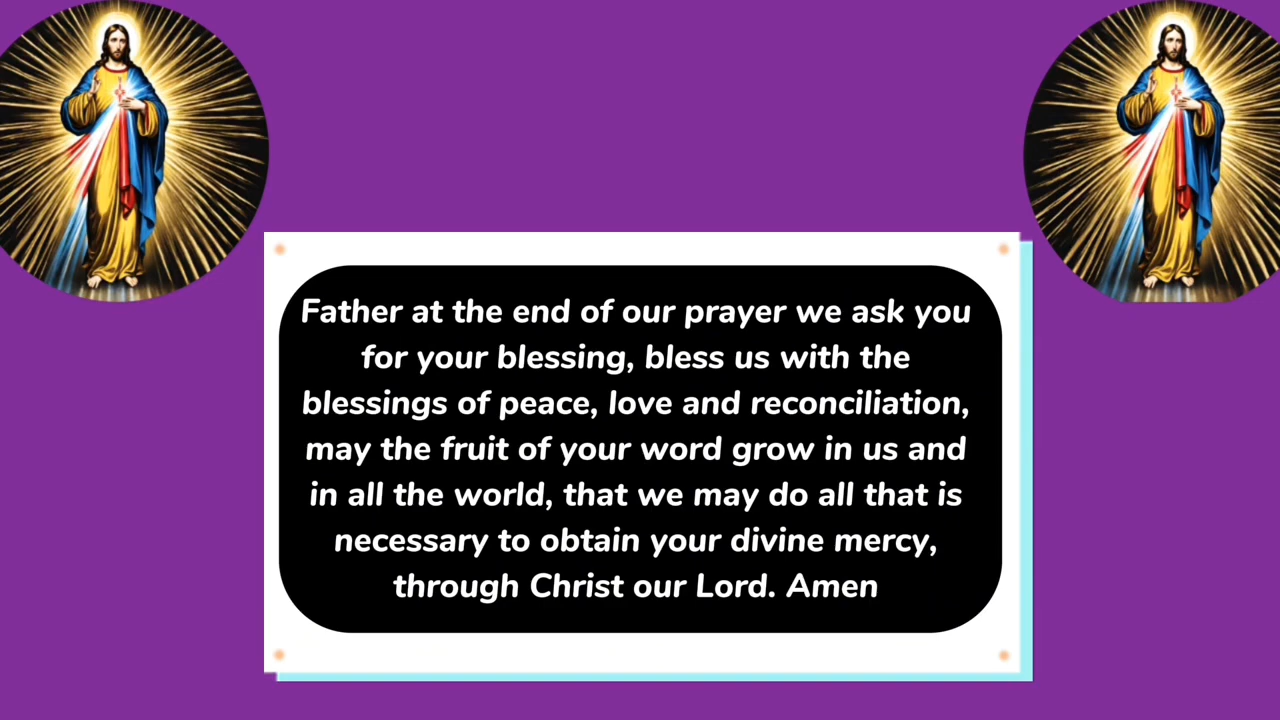 Father at the end of our prayer we ask you
for your blessing, bless us with the
blessings of peace, love and reconciliation,
may the fruit of your word grow in us and
in all the world, that we may do all that is
necessary to obtain your divine mercy,
through Christ our Lord. Amen